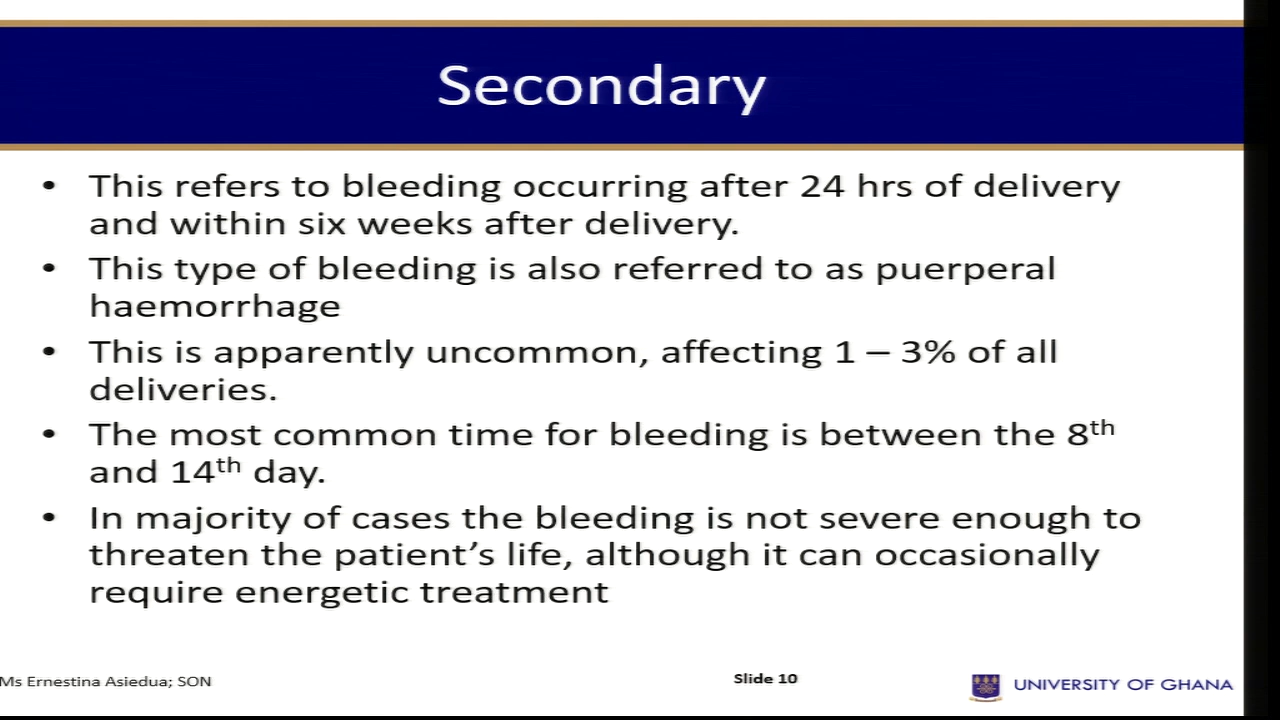 Secondary
• This refers to bleeding occurring after 24 hrs of delivery
and within six weeks after delivery.
• This type of bleeding is also referred to as puerperal
haemorrhage
• This is apparently uncommon, affecting 1 – 3% of all
deliveries.
• The most common time for bleeding is between the 8th
and 14th day.
• In majority of cases the bleeding is not severe enough to
threaten the patient’s life, although it can occasionally
require energetic treatment
Ms Ernestina Asiedua; SON
Slide 10
UNIVERSITY OF GHANA